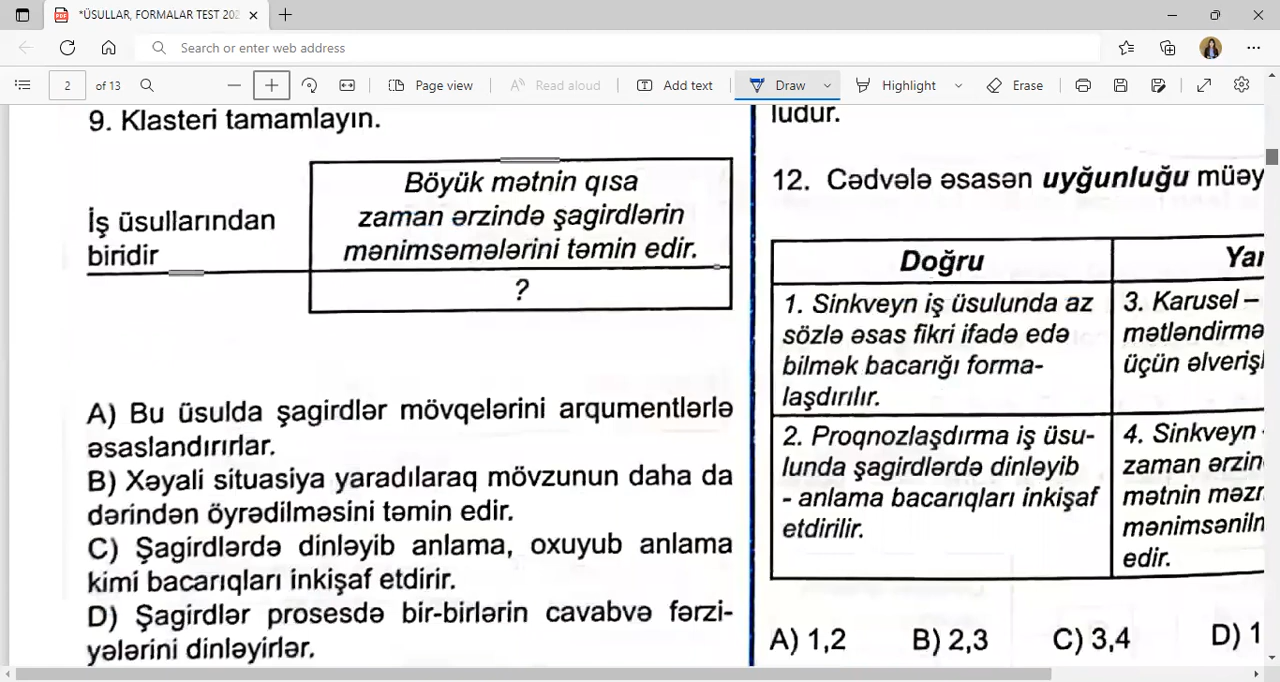 *ÜSULLAR, FORMALAR TEST 202
Search or enter web address
2 of 13
Page view
Read aloud
Add text
Draw
Highlight
Erase
9. Klasteri tamamlayın.
İş üsullarından
biridir
Böyük mətnin qısa
zaman ərzində şagirdlərin
mənimsəmələrini təmin edir.
?
A) Bu üsulda şagirdlər mövqelərini arqumentlərlə
əsaslandırırlar.
B) Xəyali situasiya yaradılaraq mövzunun daha da
dərindən öyrədilməsini təmin edir.
C) Şagirdlərdə dinləyib anlama, oxuyub anlama
kimi bacarıqları inkişaf etdirir.
D) Şagirdlər prosesdə bir-birlərin cavabvə fərzi-
yələrini dinləyirlər.
ludur.
12. Cədvələ əsasən uyğunluğu müəy
Doğru
Yar
1. Sinkveyn iş üsulunda az
sözlə əsas fikri ifadə edə
bilmək bacarığı forma-
laşdırılır.
3. Karusel –
mətləndirmə
üçün əlverişl
2. Proqnozlaşdırma iş üsu-
lunda şagirdlərdə dinləyib
- anlama bacarıqları inkişaf
etdirilir.
4. Sinkveyn
zaman ərzin
mətnin məzr
mənimsəniln
edir.
A) 1,2 B) 2,3 C) 3,4 D) 1